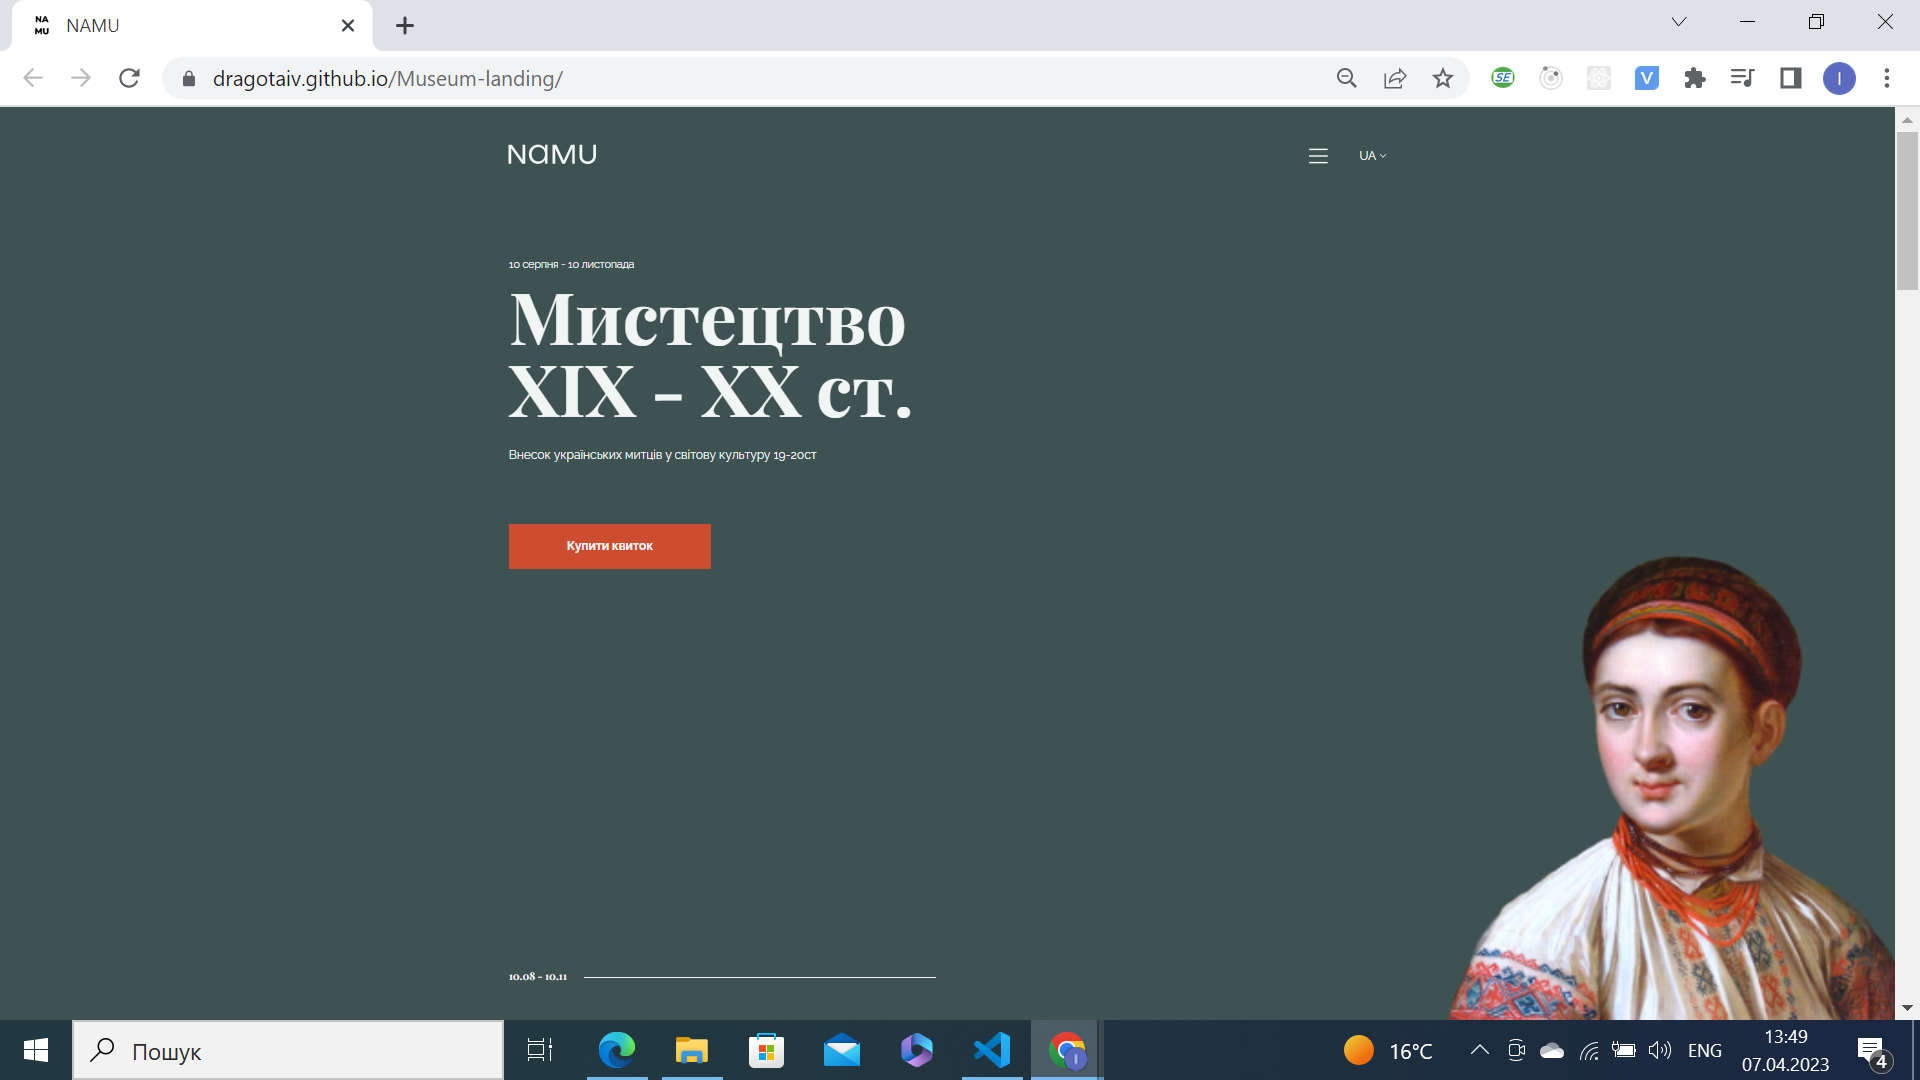 NA
MU
NAMU
dragotaiv.github.io/Museum-landing/
SE
V
I
NAMU
UA
10 серпня - 10 листопада
Мистецтво
XIX - XX ст.
Внесок українських митців у світову культуру 19-20ст
Купити квиток
10.08 - 10.11
Пошук
I
16°C
ENG
13:49
07.04.2023
4